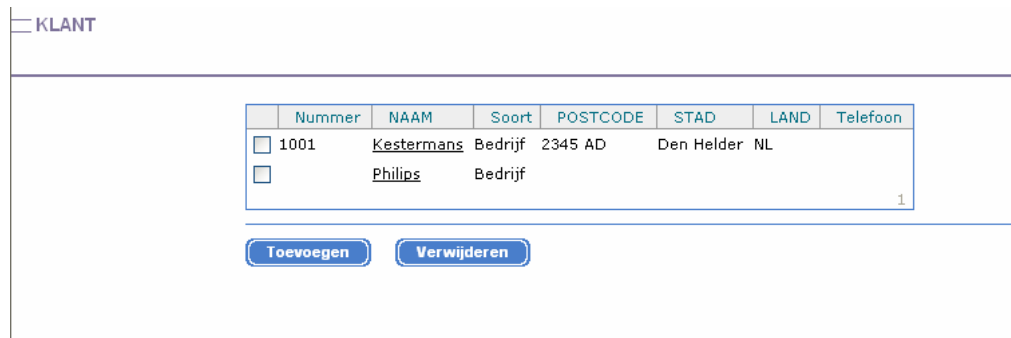 KLANT
Nummer NAAM Soort POSTCODE STAD LAND Telefoon
1001 Kestermans Bedrijf 2345 AD Den Helder NL
Philips Bedrijf
1
Toevoegen Verwijderen